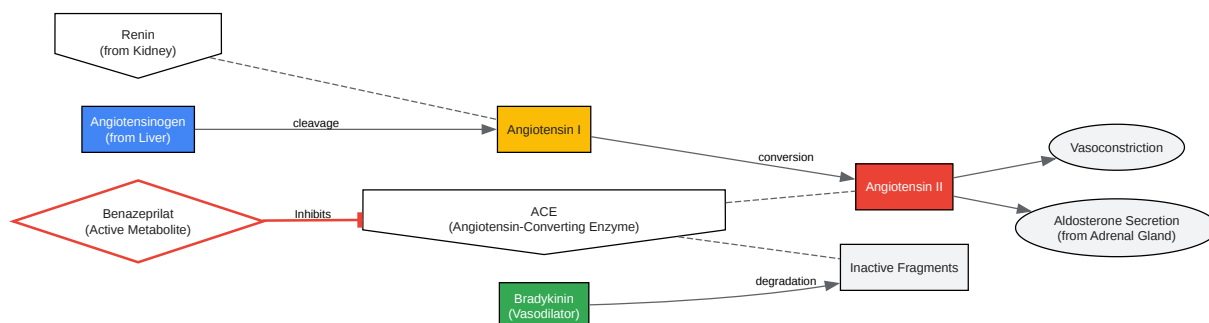 Renin
(from Kidney)
Angiotensinogen
(from Liver)
cleavage
Angiotensin I
conversion
Vasoconstriction
Angiotensin II
Benazeprilat
(Active Metabolite)
Inhibits
ACE
(Angiotensin-Converting Enzyme)
Aldosterone Secretion
(from Adrenal Gland)
Inactive Fragments
degradation
Bradykinin
(Vasodilator)